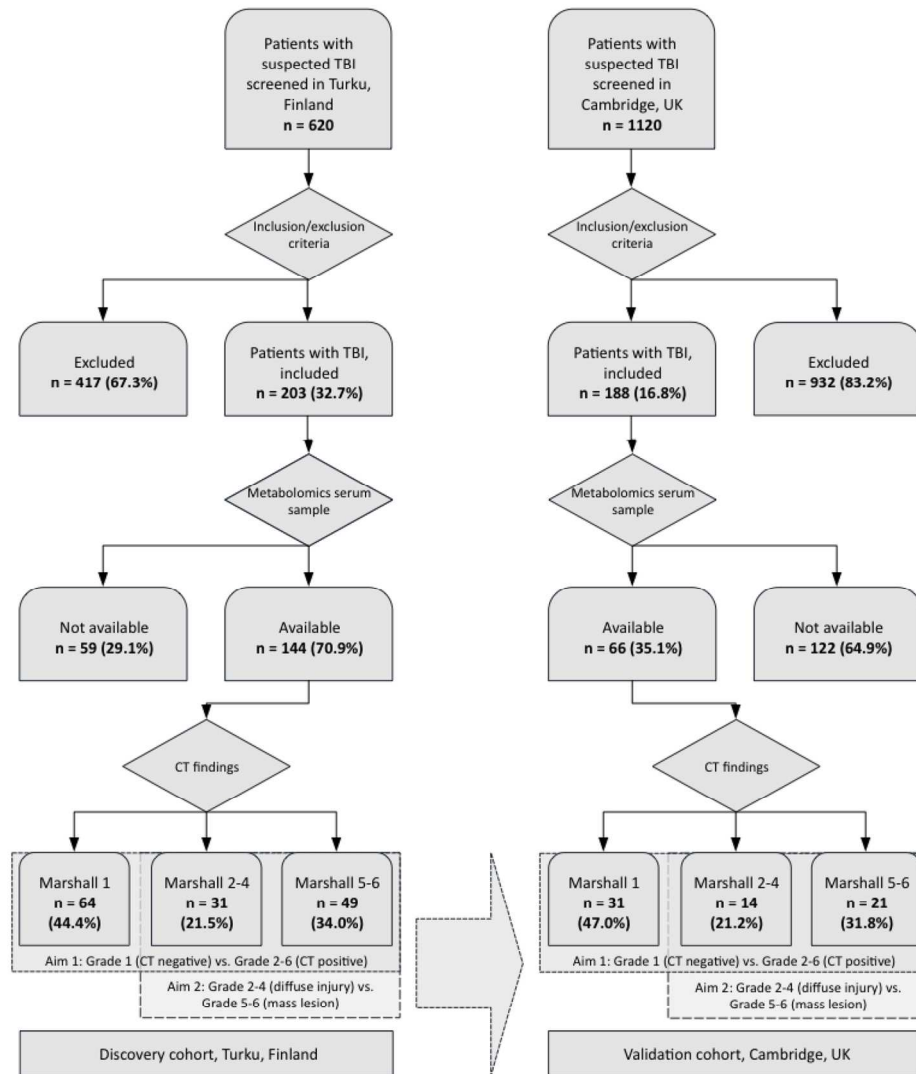 Patients with
suspected TBI
screened in Turku,
Finland
n = 620
Patients with
suspected TBI
screened in
Cambridge, UK
n = 1120
Inclusion/exclusion
criteria
Inclusion/exclusion
criteria
Excluded
n = 417 (67.3%)
Patients with TBI,
included
n = 203 (32.7%)
Patients with TBI,
included
n = 188 (16.8%)
Excluded
n = 932 (83.2%)
Metabolomics serum
sample
Metabolomics serum
sample
Not available
n = 59 (29.1%)
Available
n = 144 (70.9%)
Available
n = 66 (35.1%)
Not available
n = 122 (64.9%)
CT findings
CT findings
Marshall 1
n = 64
(44.4%)
Marshall 2-4
n = 31
(21.5%)
Marshall 5-6
n = 49
(34.0%)
Marshall 1
n = 31
(47.0%)
Marshall 2-4
n = 14
(21.2%)
Marshall 5-6
n = 21
(31.8%)
Aim 1: Grade 1 (CT negative) vs. Grade 2-6 (CT positive)
Aim 1: Grade 1 (CT negative) vs. Grade 2-6 (CT positive)
Aim 2: Grade 2-4 (diffuse injury) vs.
Grade 5-6 (mass lesion)
Aim 2: Grade 2-4 (diffuse injury) vs.
Grade 5-6 (mass lesion)
Discovery cohort, Turku, Finland
Validation cohort, Cambridge, UK